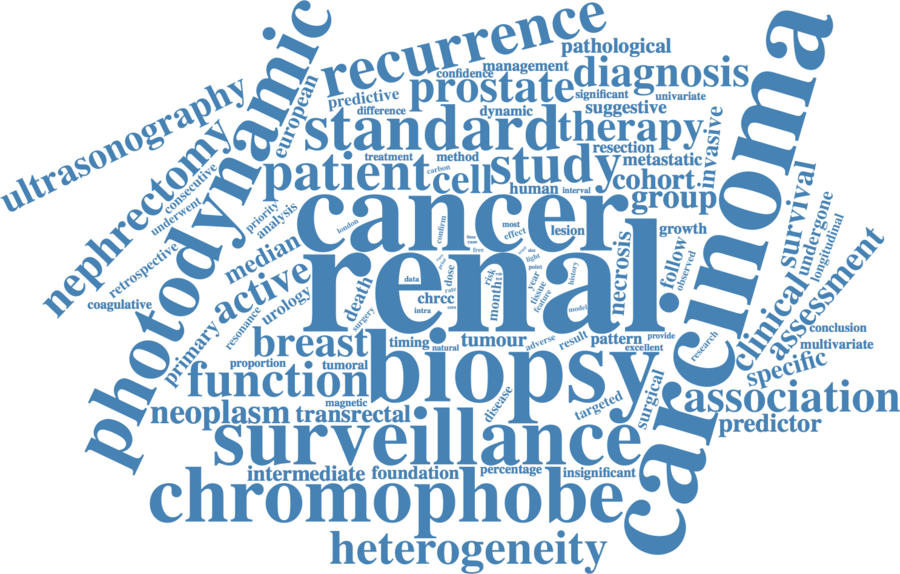 recurrence
photodynamic
carcinoma
pathological
management
confidence
diagnosis
prostate
significant
univariate
predictive
difference
dynamic
suggestive
ultrasonography
european
standard
therapy
invasive
resection
nephrectomy
consecutive
underwent
treatment
method
carbon
study
metastatic
patient
cell
human
interval
cohort
group
survival
undergone
longitudinal
priority
analysis
london
cancer
confirm
most
effect
lesion
growth
retrospective
median
renal
time
case
free
light
point
necrosis
follow
observed
assessment
coagulative
active
urology
resonance
death
surgery
data
dose
rate
chrcc
intra
risk
month
year
tissue
feature
history
model
clinical
conclusion
multivariate
primary
breast
timing
natural
tumour
adverse
result
pattern
provide
excellent
research
proportion
tumoral
function
biopsy
specific
magnetic
disease
targeted
surgical
association
neoplasm
transrectal
predictor
surveillance
intermediate
foundation
percentage
insignificant
chromophobe
heterogeneity